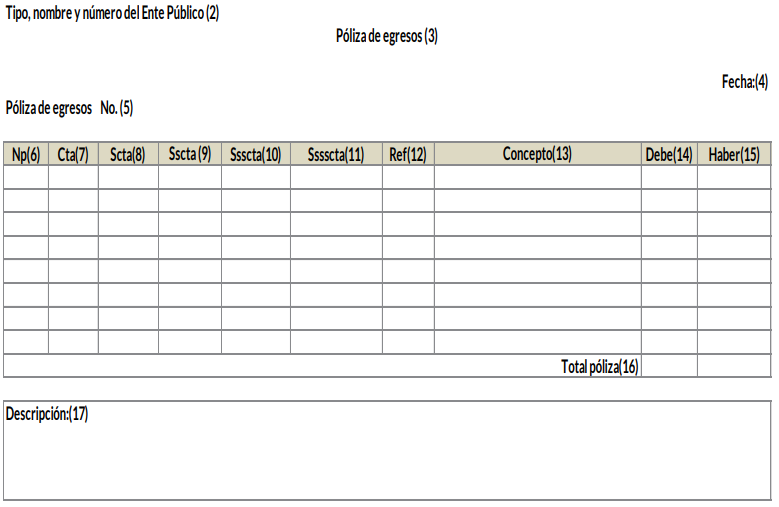 Tipo, nombre y número del Ente Público (2)
Póliza de egresos (3)
Fecha:(4)
Póliza de egresos No. (5)
Np(6) Cta(7) Scta(8) Sscta (9) Ssscta(10) Sssscta(11) Ref(12) Concepto(13) Debe(14) Haber(15)
Total póliza(16)
Descripción:(17)